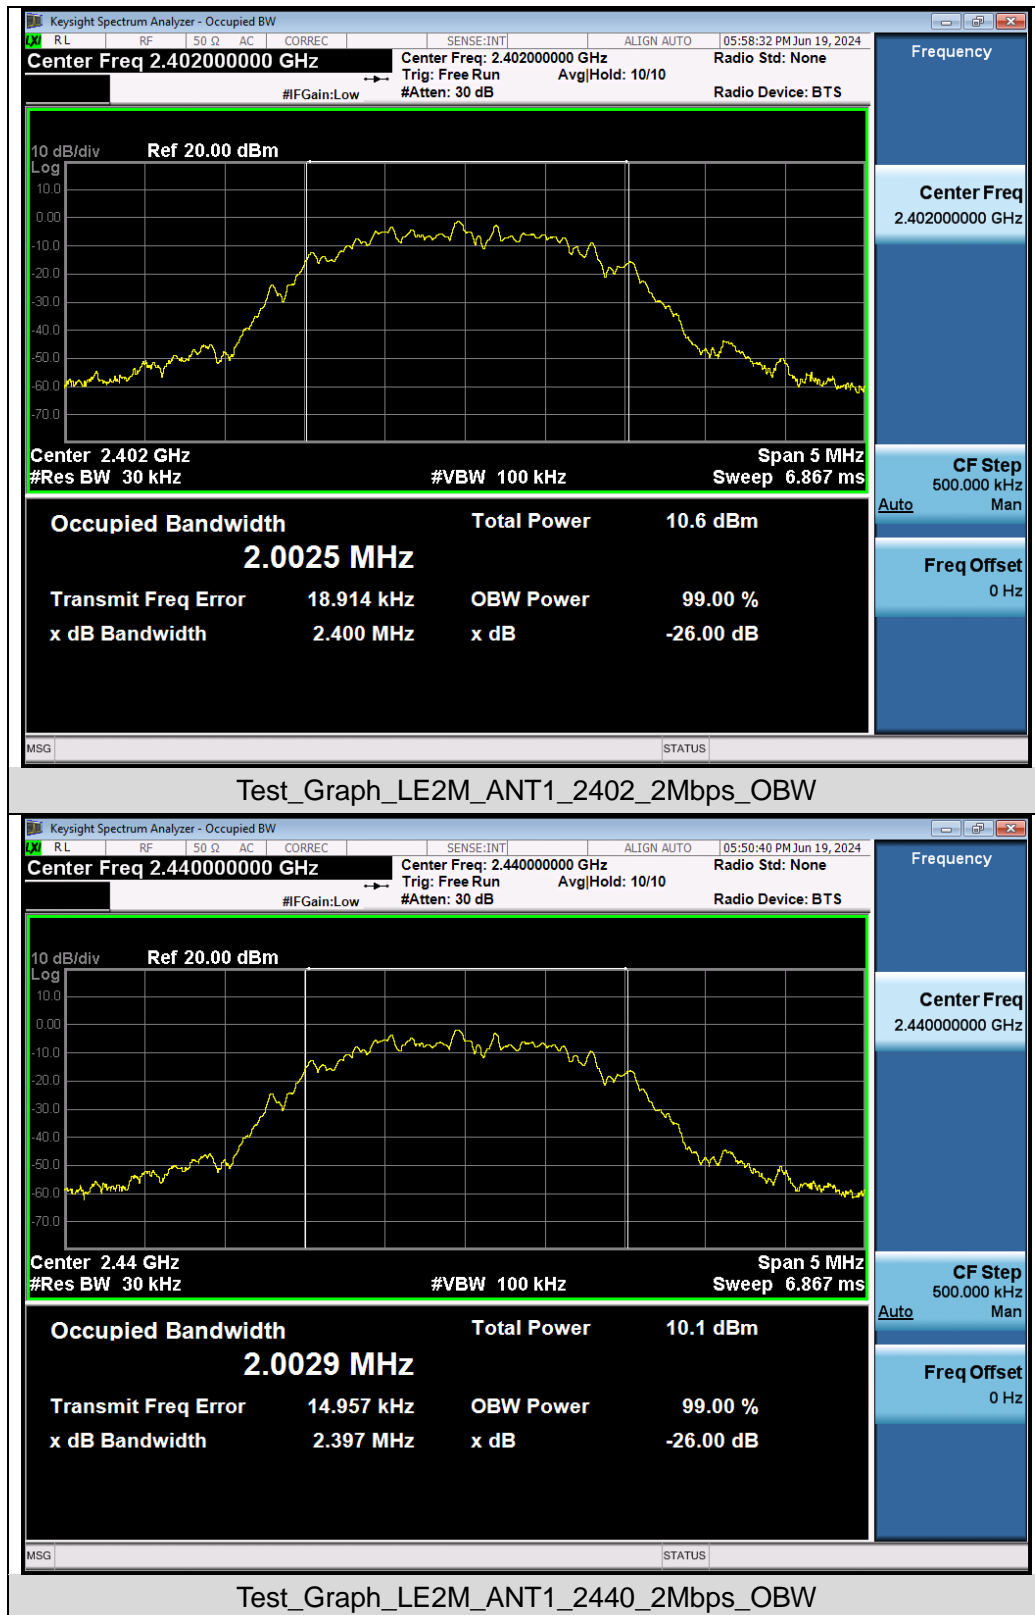 Keysight Spectrum Analyzer - Occupied BW
LXI RL RF 50 Ω AC CORREC SENSE:INT ALIGN AUTO 05:58:32 PM Jun 19, 2024
Center Freq 2.402000000 GHz Center Freq: 2.402000000 GHz Radio Std: None
Trig: Free Run Avg|Hold: 10/10
#IFGain:Low #Atten: 30 dB Radio Device: BTS
Frequency
10 dB/div Ref 20.00 dBm
Log
10.0
0.00
-10.0
-20.0
-30.0
-40.0
-50.0
-60.0
-70.0
Center 2.402 GHz Span 5 MHz
#Res BW 30 kHz #VBW 100 kHz Sweep 6.867 ms
Occupied Bandwidth Total Power 10.6 dBm
2.0025 MHz
Transmit Freq Error 18.914 kHz OBW Power 99.00 %
x dB Bandwidth 2.400 MHz x dB -26.00 dB
Center Freq
2.402000000 GHz
CF Step
500.000 kHz
Auto Man
Freq Offset
0 Hz
MSG STATUS
Test_Graph_LE2M_ANT1_2402_2Mbps_OBW
Keysight Spectrum Analyzer - Occupied BW
LXI RL RF 50 Ω AC CORREC SENSE:INT ALIGN AUTO 05:50:40 PM Jun 19, 2024
Center Freq 2.440000000 GHz Center Freq: 2.440000000 GHz Radio Std: None
Trig: Free Run Avg|Hold: 10/10
#IFGain:Low #Atten: 30 dB Radio Device: BTS
Frequency
10 dB/div Ref 20.00 dBm
Log
10.0
0.00
-10.0
-20.0
-30.0
-40.0
-50.0
-60.0
-70.0
Center 2.44 GHz Span 5 MHz
#Res BW 30 kHz #VBW 100 kHz Sweep 6.867 ms
Occupied Bandwidth Total Power 10.1 dBm
2.0029 MHz
Transmit Freq Error 14.957 kHz OBW Power 99.00 %
x dB Bandwidth 2.397 MHz x dB -26.00 dB
Center Freq
2.440000000 GHz
CF Step
500.000 kHz
Auto Man
Freq Offset
0 Hz
MSG STATUS
Test_Graph_LE2M_ANT1_2440_2Mbps_OBW